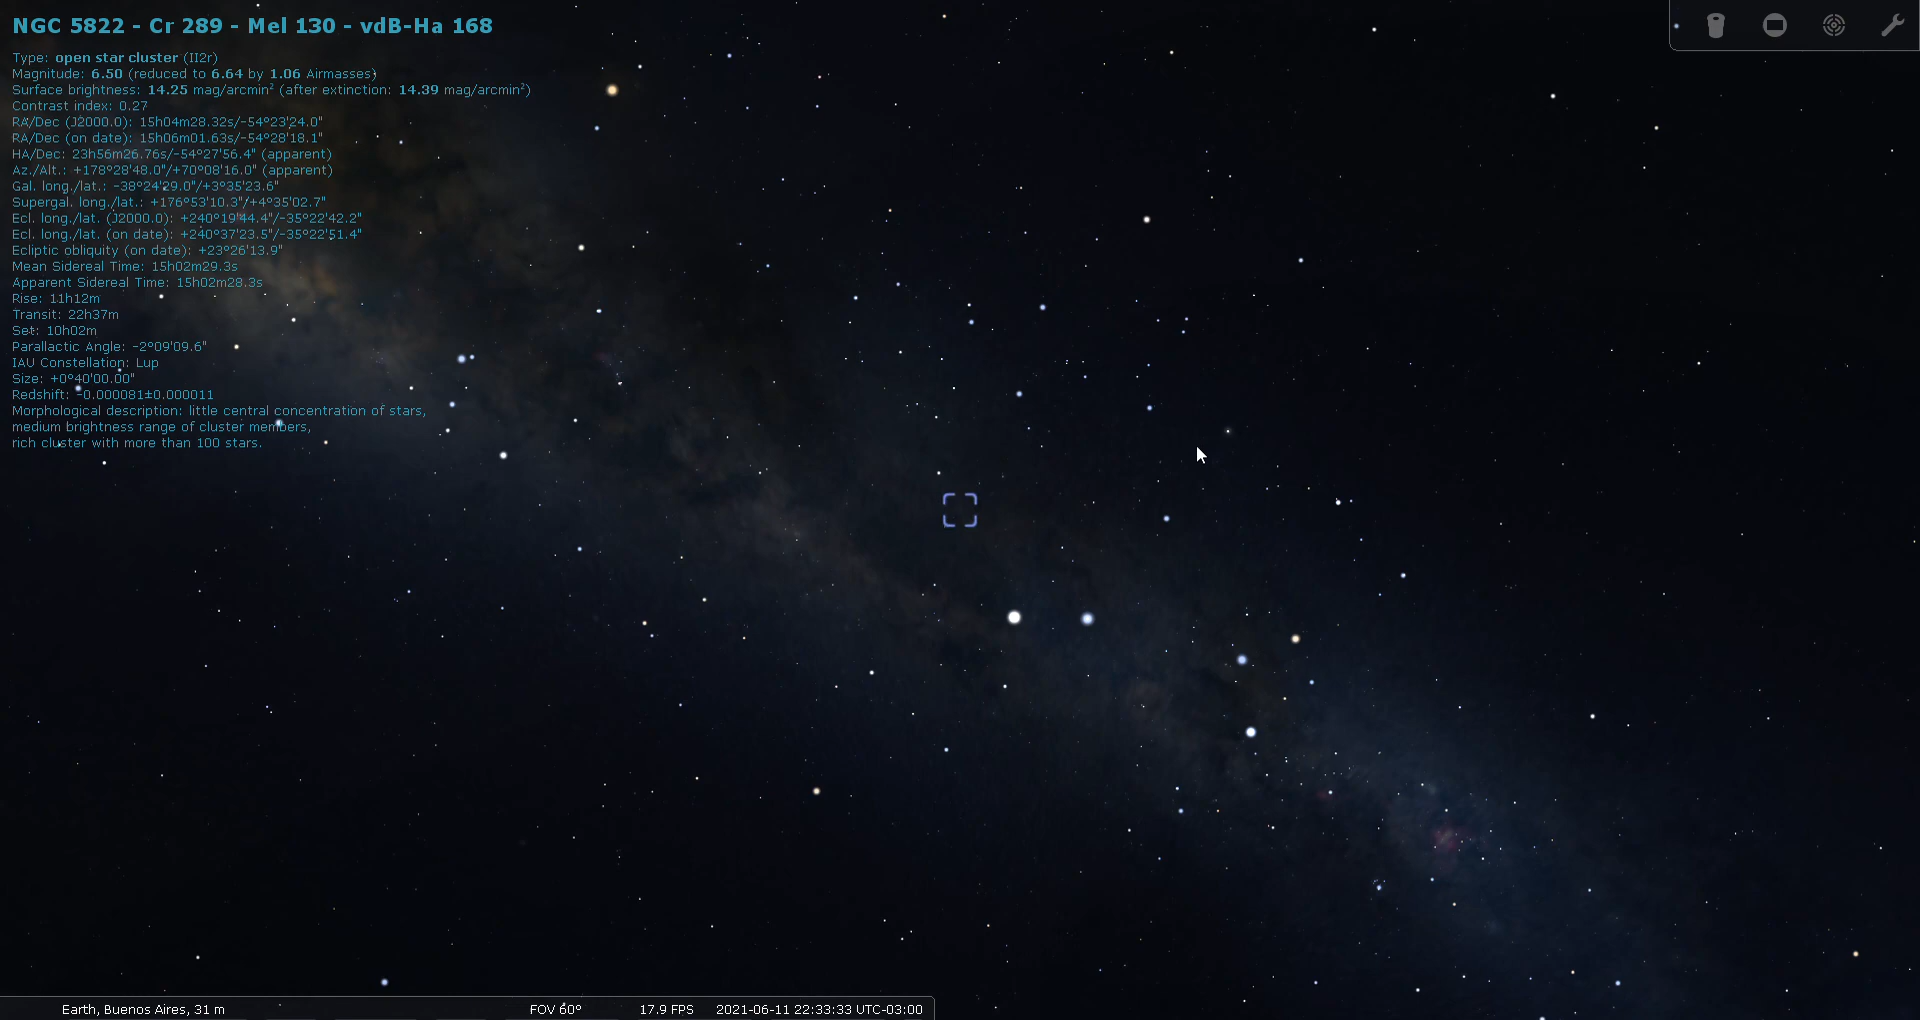 NGC 5822 - Cr 289 - Mel 130 - vdB-Ha 168
Type: open star cluster (II2r)
Magnitude: 6.50 (reduced to 6.64 by 1.06 Airmasses)
Surface brightness: 14.25 mag/arcmin² (after extinction: 14.39 mag/arcmin²)
Contrast index: 0.27
RA/Dec (J2000.0): 15h04m28.32s/-54°23'24.0"
RA/Dec (on date): 15h06m01.63s/-54°28'18.1"
HA/Dec: 23h56m26.76s/-54°27'56.4" (apparent)
Az./Alt.: +178°28'48.0"/+70°08'16.0" (apparent)
Gal. long./lat.: -38°24'29.0"/+3°35'23.6"
Supergal. long./lat.: +176°53'10.3"/+4°35'02.7"
Ecl. long./lat. (J2000.0): +240°19'44.4"/-35°22'42.2"
Ecl. long./lat. (on date): +240°37'23.5"/-35°22'51.4"
Ecliptic obliquity (on date): +23°26'13.9"
Mean Sidereal Time: 15h02m29.3s
Apparent Sidereal Time: 15h02m28.3s
Rise: 11h12m
Transit: 22h37m
Set: 10h02m
Parallactic Angle: -2°09'09.6"
IAU Constellation: Lup
Size: +0°40'00.00"
Redshift: -0.000081±0.000011
Morphological description: little central concentration of stars,
medium brightness range of cluster members,
rich cluster with more than 100 stars.
Earth, Buenos Aires, 31 m FOV 60° 17.9 FPS 2021-06-11 22:33:33 UTC-03:00